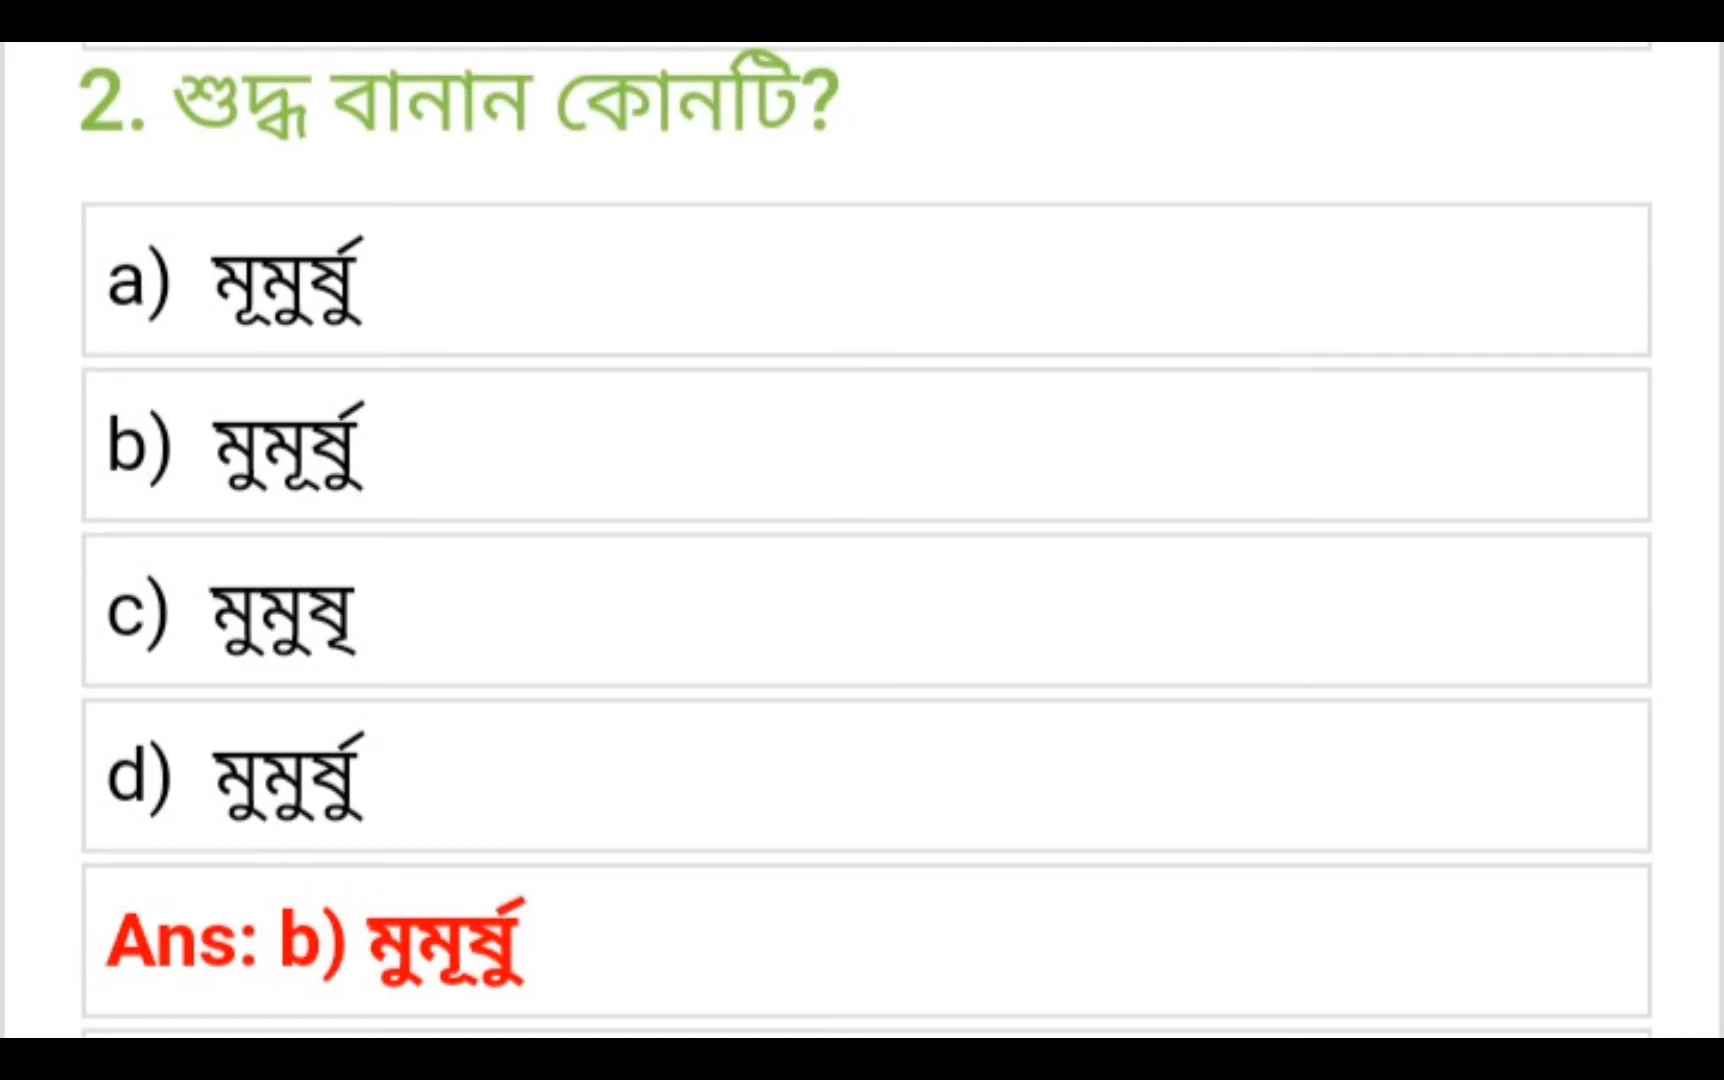 2. শুদ্ধ বানান কোনটি?
a) মূমুর্ষু
b) মুমূর্ষু
c) মুমুষৃ
d) মুমুর্ষু
Ans: b) মুমূর্ষু